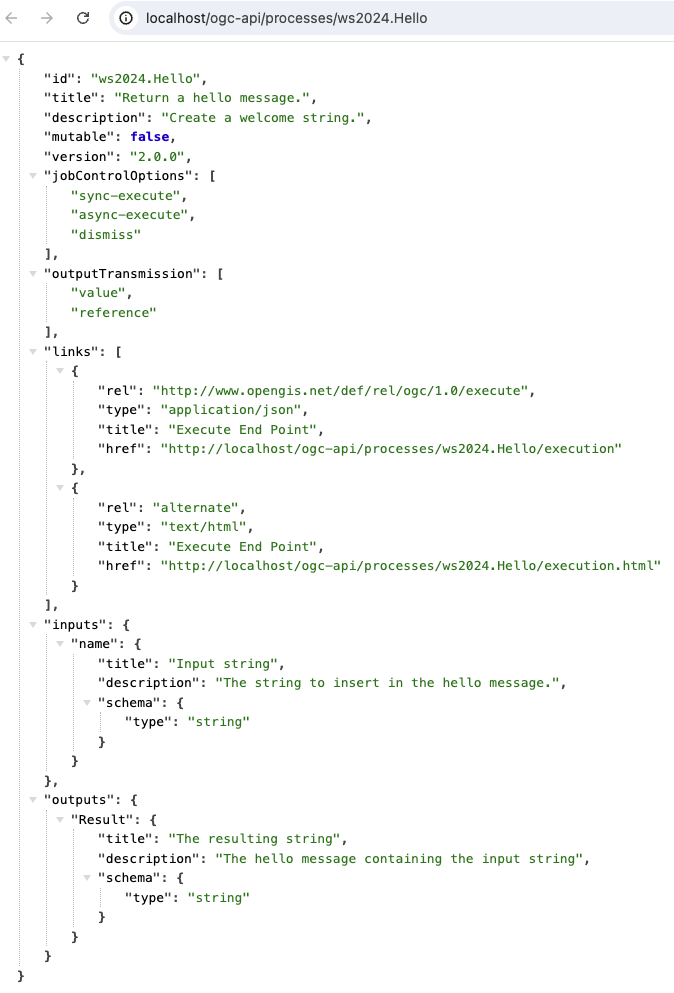 localhost/ogc-api/processes/ws2024.Hello
{
"id": "ws2024.Hello",
"title": "Return a hello message.",
"description": "Create a welcome string.",
"mutable": false,
"version": "2.0.0",
"jobControlOptions": [
"sync-execute",
"async-execute",
"dismiss"
],
"outputTransmission": [
"value",
"reference"
],
"links": [
{
"rel": "http://www.opengis.net/def/rel/ogc/1.0/execute",
"type": "application/json",
"title": "Execute End Point",
"href": "http://localhost/ogc-api/processes/ws2024.Hello/execution"
},
{
"rel": "alternate",
"type": "text/html",
"title": "Execute End Point",
"href": "http://localhost/ogc-api/processes/ws2024.Hello/execution.html"
}
],
"inputs": {
"name": {
"title": "Input string",
"description": "The string to insert in the hello message.",
"schema": {
"type": "string"
}
}
},
"outputs": {
"Result": {
"title": "The resulting string",
"description": "The hello message containing the input string",
"schema": {
"type": "string"
}
}
}
}